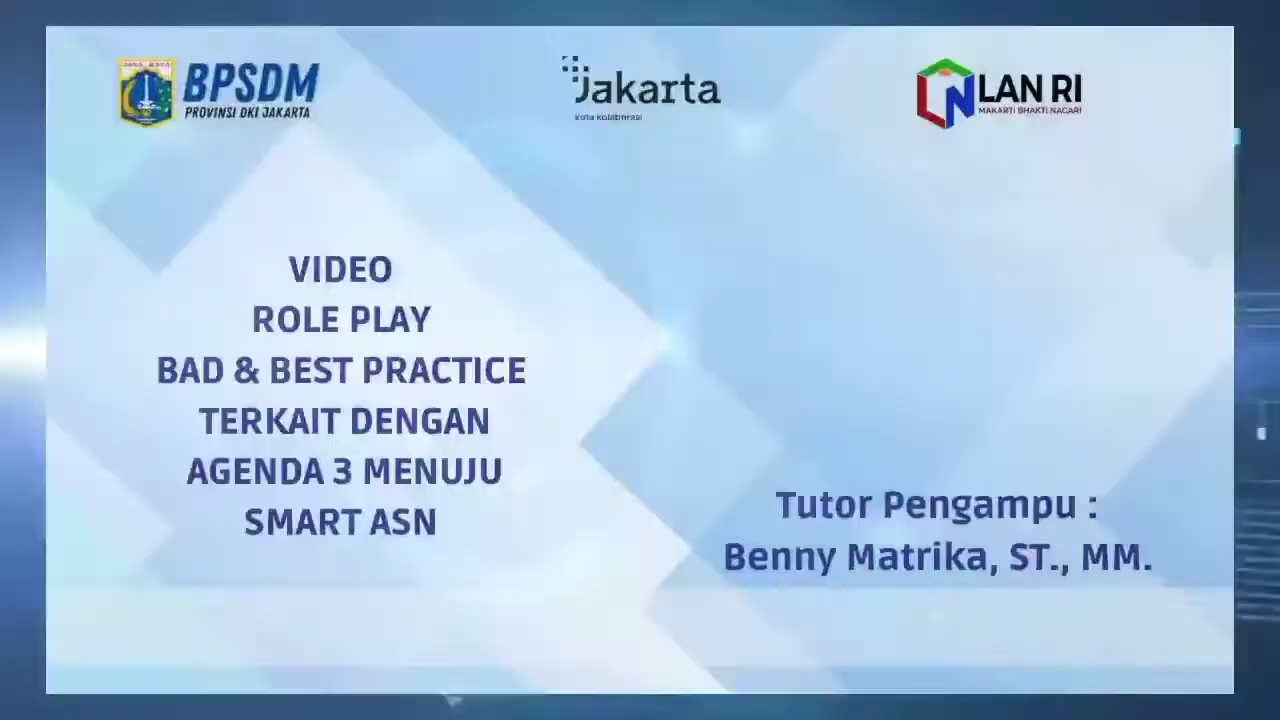 BPSDM
PROVINSI DKI JAKARTA
Jakarta
kota kolaborasi
LAN RI
MAKARTI BHAKTI NAGARI
VIDEO
ROLE PLAY
BAD & BEST PRACTICE
TERKAIT DENGAN
AGENDA 3 MENUJU
SMART ASN
Tutor Pengampu :
Benny Matrika, ST., MM.